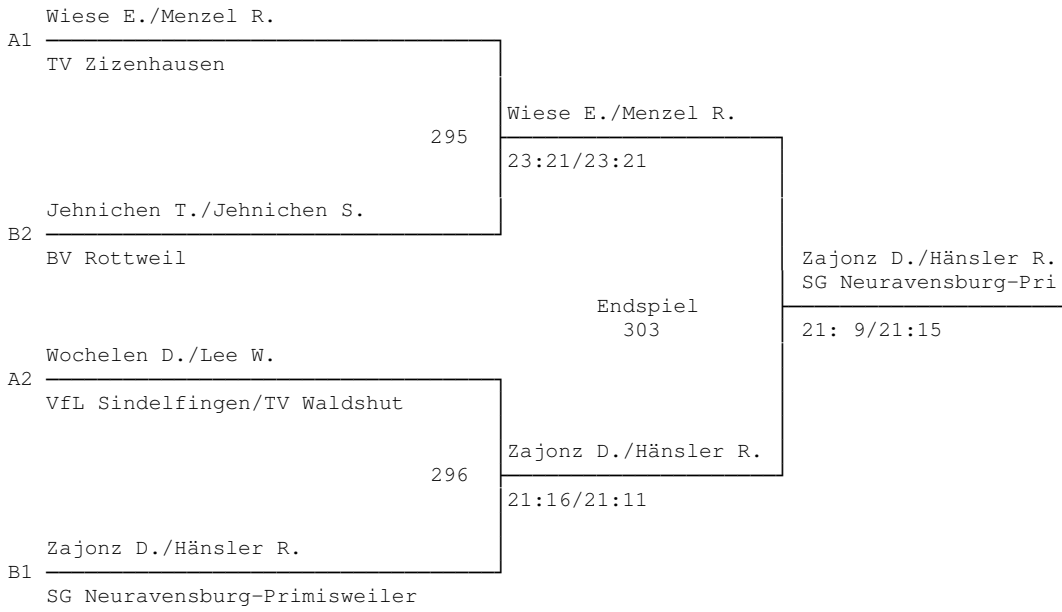 Wiese E./Menzel R.
A1
TV Zizenhausen
Wiese E./Menzel R.
295
23:21/23:21
Jehnichen T./Jehnichen S.
B2
BV Rottweil
Zajonz D./Hänsler R.
SG Neuravensburg-Pri
Endspiel
303
21: 9/21:15
Wochelen D./Lee W.
A2
VfL Sindelfingen/TV Waldshut
Zajonz D./Hänsler R.
296
21:16/21:11
Zajonz D./Hänsler R.
B1
SG Neuravensburg-Primisweiler